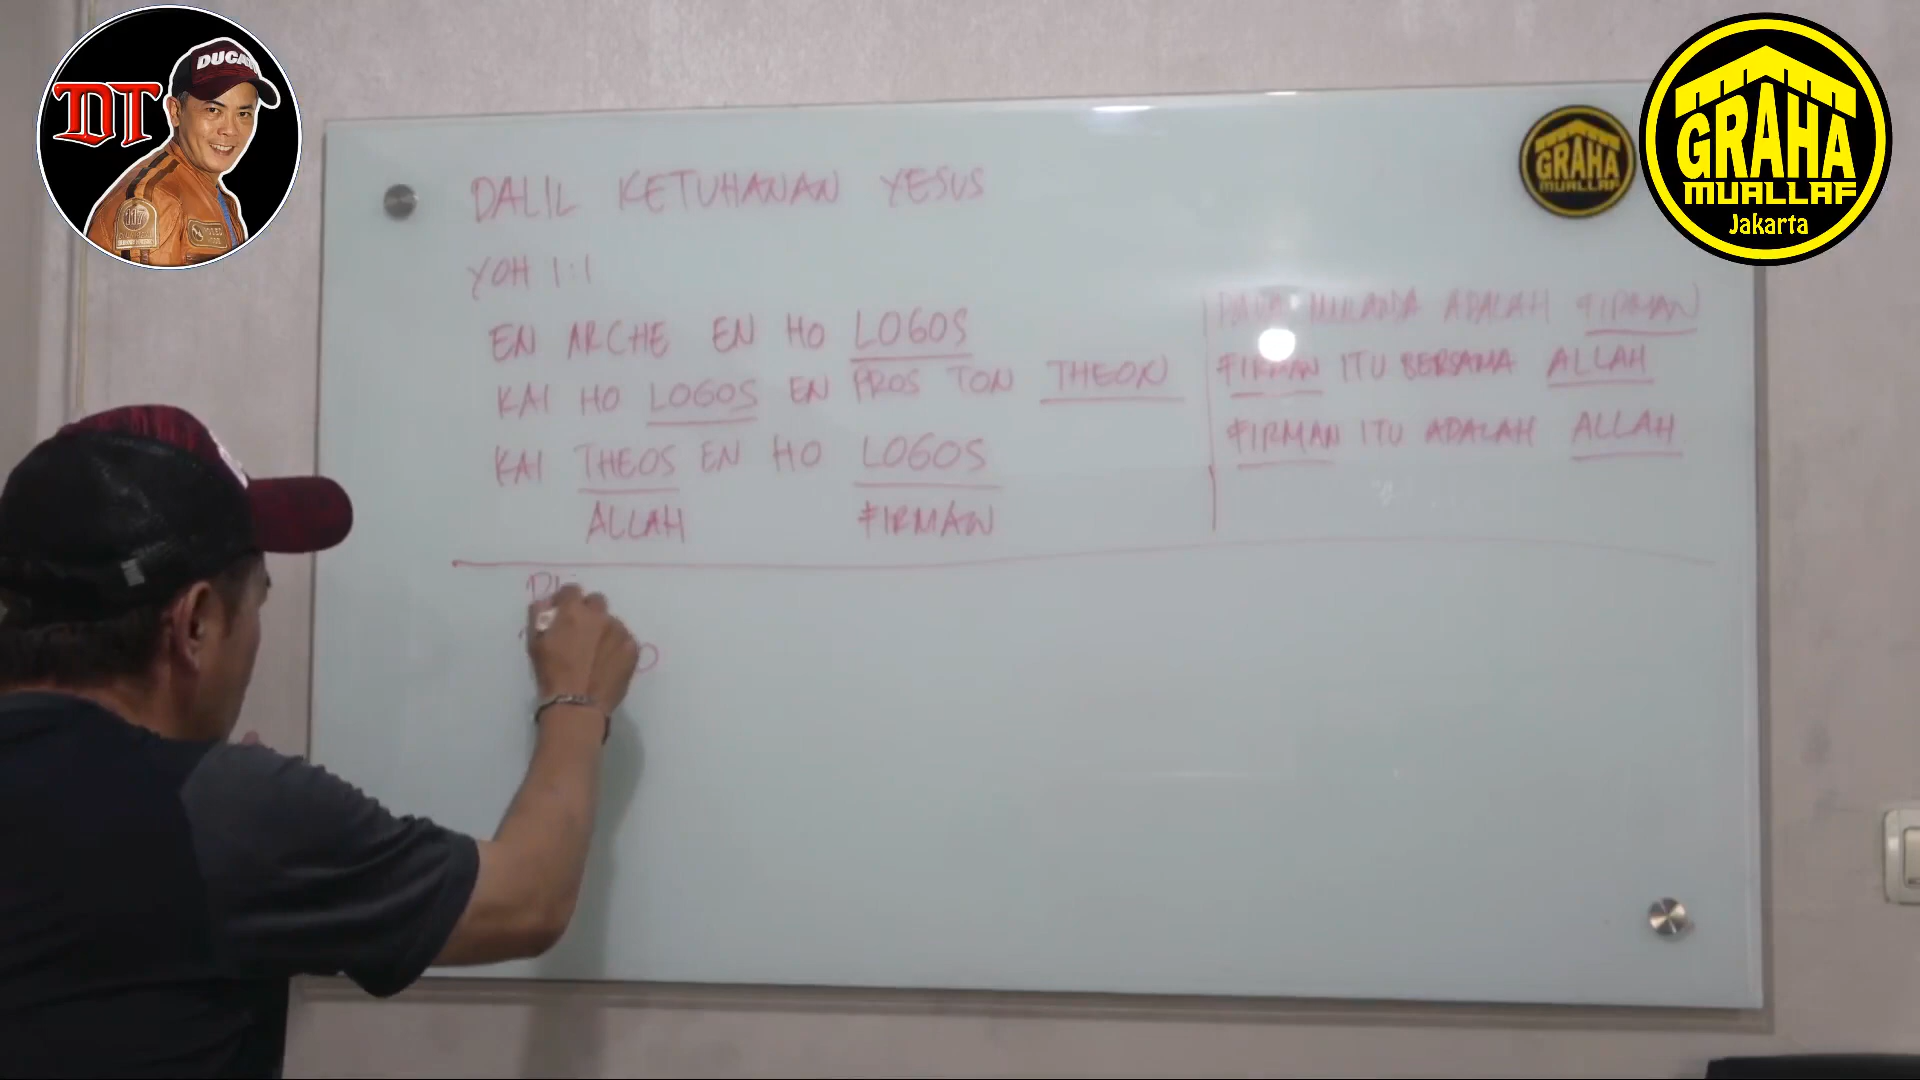 DT
DUCATI
117
GRAHA
MUALLAF
Jakarta
GRAHA
MUALLAF
DALIL KETUHANAN YESUS
YOH 1:1
EN ARCHE EN HO LOGOS
KAI HO LOGOS EN PROS TON THEON
KAI THEOS EN HO LOGOS
ALLAH FIRMAN
PADA MULANYA ADALAH FIRMAN
FIRMAN ITU BERSAMA ALLAH
FIRMAN ITU ADALAH ALLAH